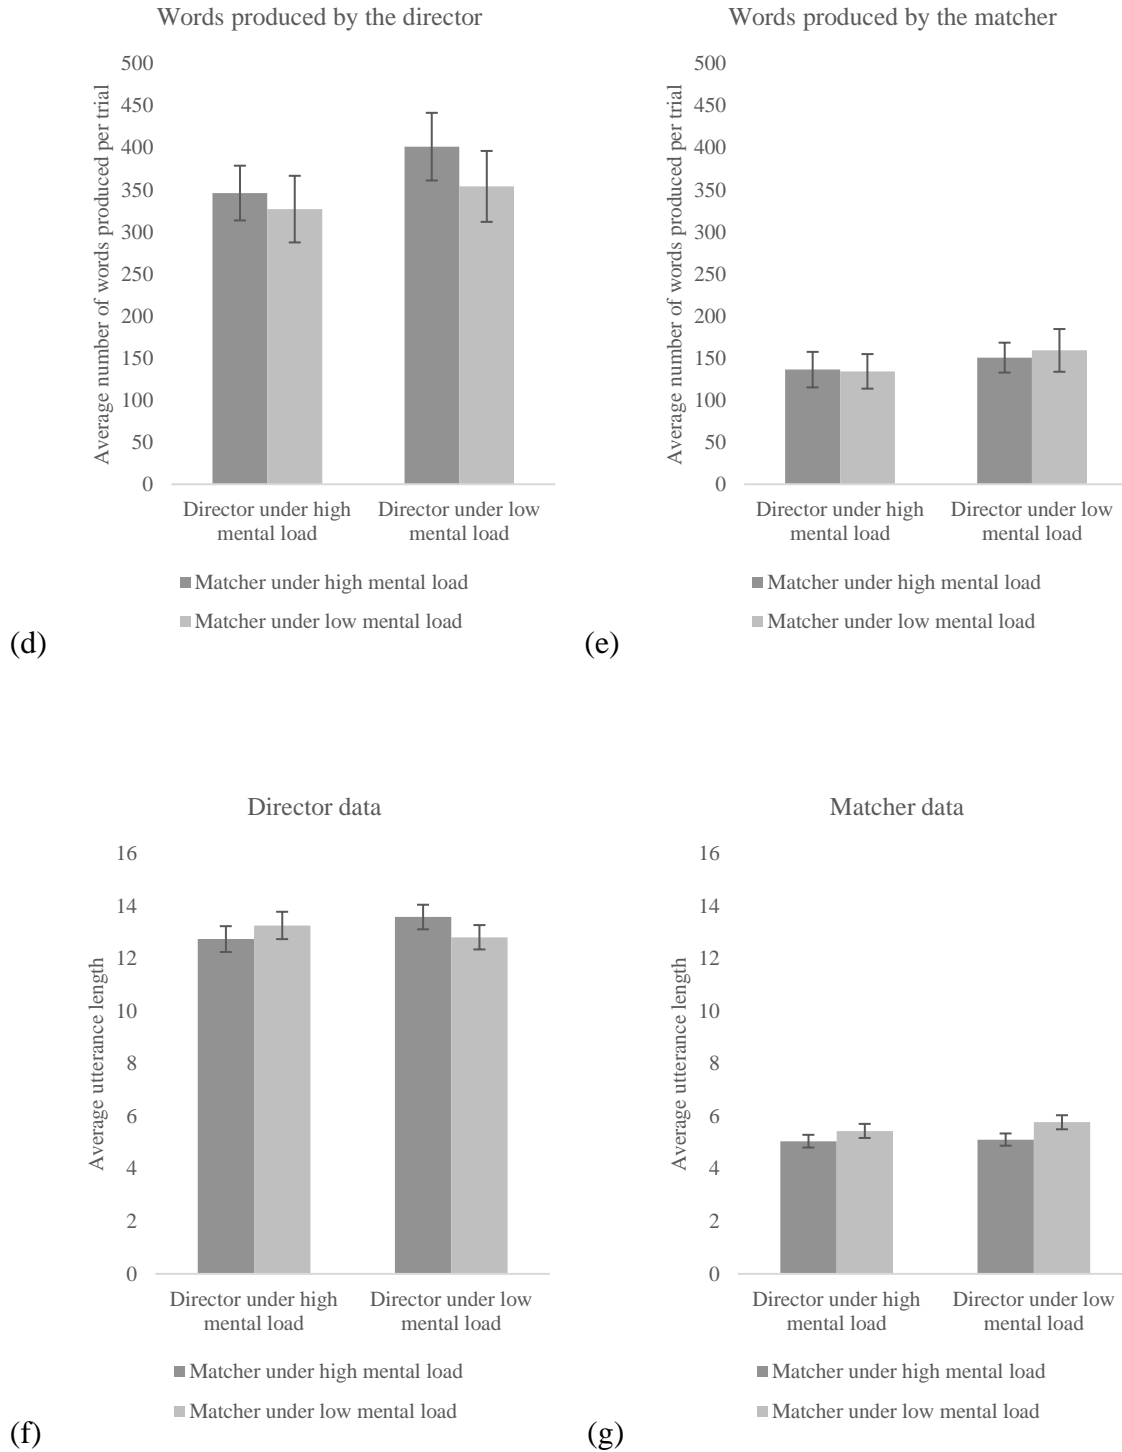 Words produced by the director
Average number of words produced per trial
500
450
400
350
300
250
200
150
100
50
0
Director under high mental load
Director under low mental load
Matcher under high mental load
Matcher under low mental load
(d)
Words produced by the matcher
Average number of words produced per trial
500
450
400
350
300
250
200
150
100
50
0
Director under high mental load
Director under low mental load
Matcher under high mental load
Matcher under low mental load
(e)
Director data
Average utterance length
16
14
12
10
8
6
4
2
0
Director under high mental load
Director under low mental load
Matcher under high mental load
Matcher under low mental load
(f)
Matcher data
Average utterance length
16
14
12
10
8
6
4
2
0
Director under high mental load
Director under low mental load
Matcher under high mental load
Matcher under low mental load
(g)